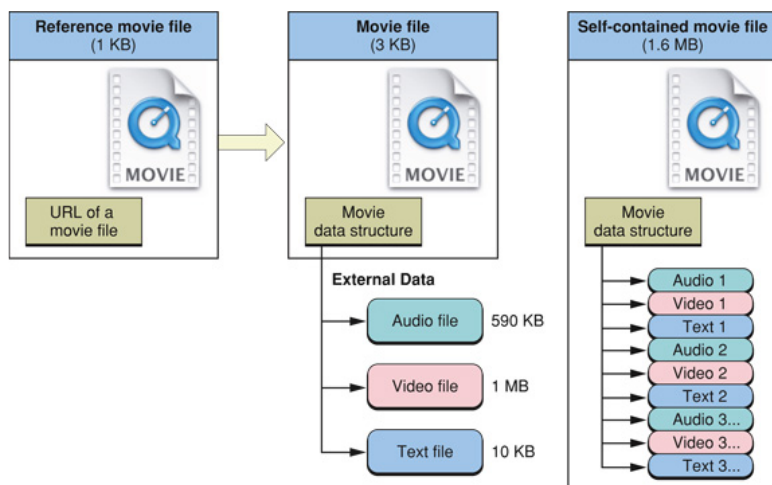 Reference movie file
(1 KB)
MOVIE
URL of a
movie file
Movie file
(3 KB)
MOVIE
Movie
data structure
External Data
Audio file
590 KB
Video file
1 MB
Text file
10 KB
Self-contained movie file
(1.6 MB)
MOVIE
Movie
data structure
Audio 1
Video 1
Text 1
Audio 2
Video 2
Text 2
Audio 3...
Video 3...
Text 3...